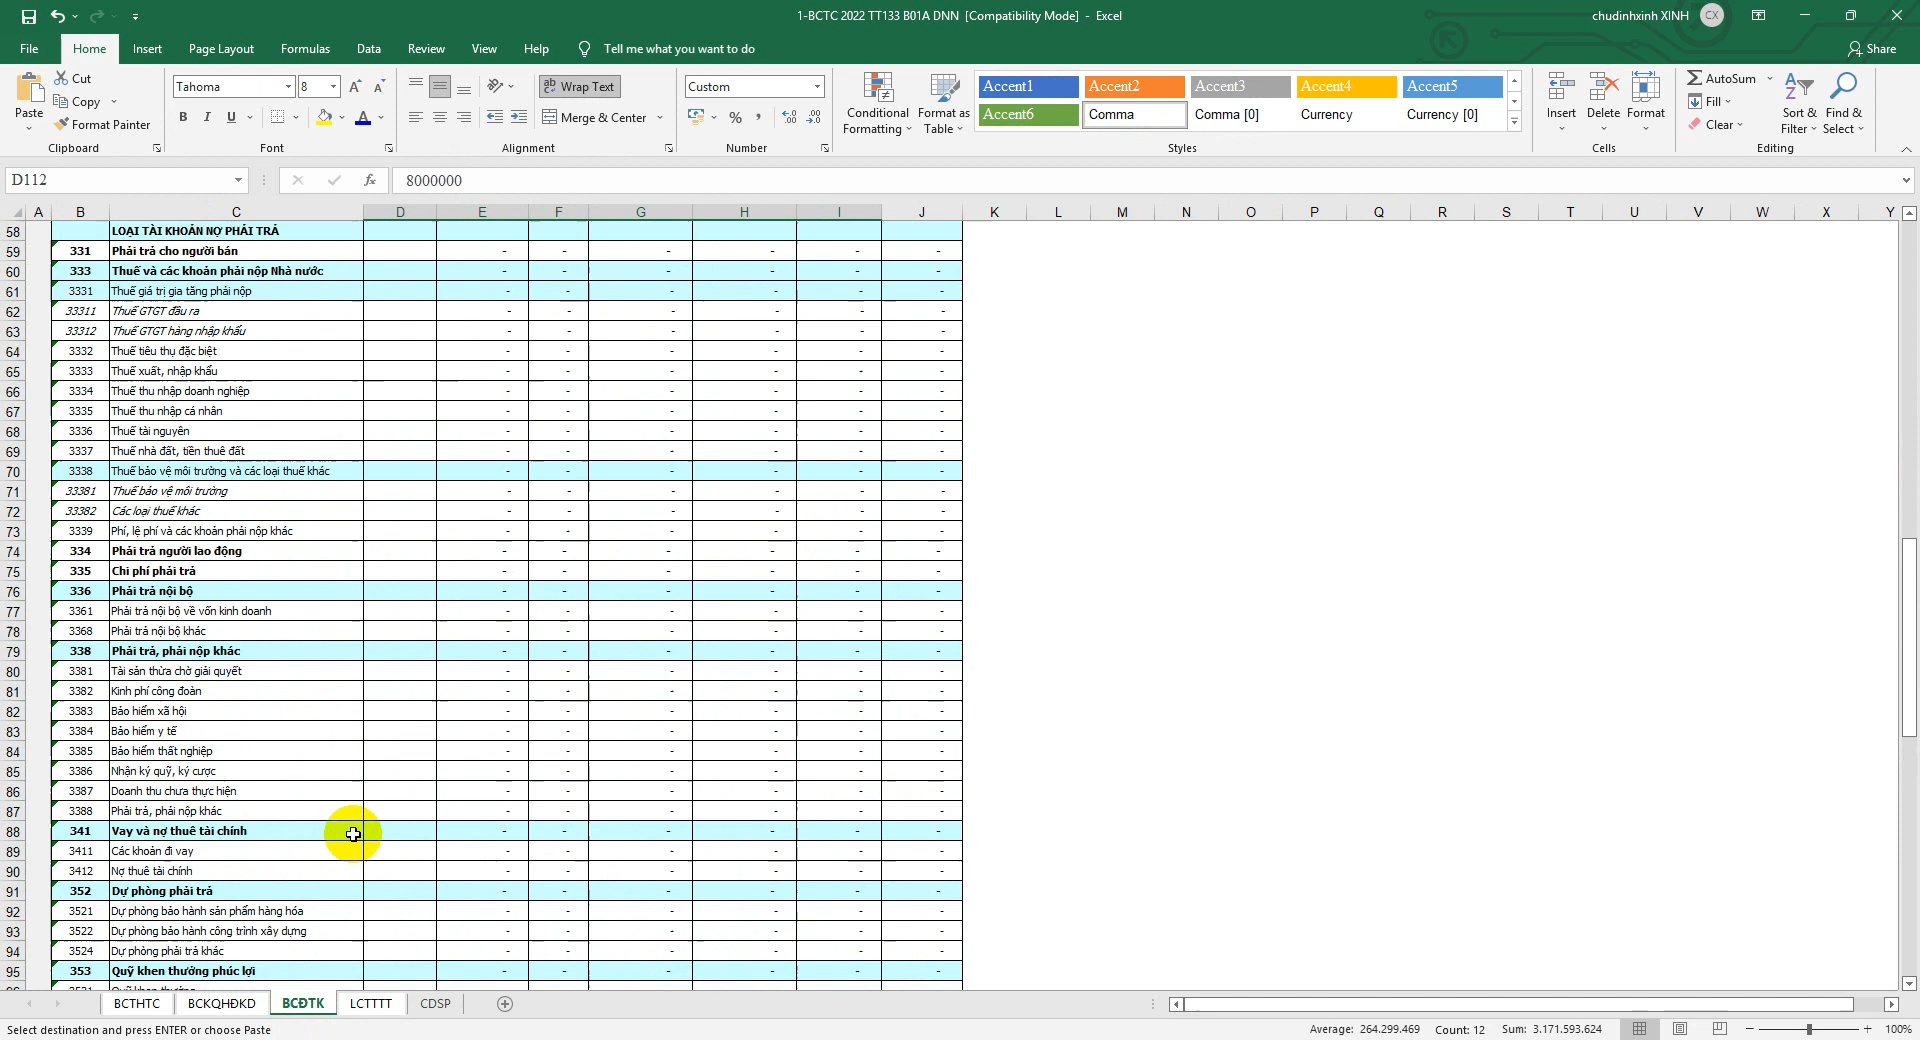 1-BCTC 2022 TT133 B01A DNN  [Compatibility Mode]  -  Excel
chudinhxinh XINH
CX
File Home Insert Page Layout Formulas Data Review View Help Tell me what you want to do Share
Paste
Cut
Copy
Format Painter
Clipboard
Tahoma 8
B I U
Font
Wrap Text
Merge & Center
Alignment
Custom
%
Number
Conditional Formatting
Format as Table
Accent1 Accent2 Accent3 Accent4 Accent5
Accent6 Comma Comma [0] Currency Currency [0]
Styles
Insert Delete Format
Cells
AutoSum
Fill
Clear
Sort & Filter
Find & Select
Editing
D112 fx 8000000
A B C D E F G H I J K L M N O P Q R S T U V W X Y
58 LOẠI TÀI KHOẢN NỢ PHẢI TRẢ
59 331 Phải trả cho người bán - - - - - -
60 333 Thuế và các khoản phải nộp Nhà nước - - - - - -
61 3331 Thuế giá trị gia tăng phải nộp - - - - - -
62 33311 Thuế GTGT đầu ra - - - - - -
63 33312 Thuế GTGT hàng nhập khẩu - - - - - -
64 3332 Thuế tiêu thụ đặc biệt - - - - - -
65 3333 Thuế xuất, nhập khẩu - - - - - -
66 3334 Thuế thu nhập doanh nghiệp - - - - - -
67 3335 Thuế thu nhập cá nhân - - - - - -
68 3336 Thuế tài nguyên - - - - - -
69 3337 Thuế nhà đất, tiền thuê đất - - - - - -
70 3338 Thuế bảo vệ môi trường và các loại thuế khác - - - - - -
71 33381 Thuế bảo vệ môi trường - - - - - -
72 33382 Các loại thuế khác - - - - - -
73 3339 Phí, lệ phí và các khoản phải nộp khác - - - - - -
74 334 Phải trả người lao động - - - - - -
75 335 Chi phí phải trả - - - - - -
76 336 Phải trả nội bộ - - - - - -
77 3361 Phải trả nội bộ về vốn kinh doanh - - - - - -
78 3368 Phải trả nội bộ khác - - - - - -
79 338 Phải trả, phải nộp khác - - - - - -
80 3381 Tài sản thừa chờ giải quyết - - - - - -
81 3382 Kinh phí công đoàn - - - - - -
82 3383 Bảo hiểm xã hội - - - - - -
83 3384 Bảo hiểm y tế - - - - - -
84 3385 Bảo hiểm thất nghiệp - - - - - -
85 3386 Nhận ký quỹ, ký cược - - - - - -
86 3387 Doanh thu chưa thực hiện - - - - - -
87 3388 Phải trả, phải nộp khác - - - - - -
88 341 Vay và nợ thuê tài chính - - - - - -
89 3411 Các khoản đi vay - - - - - -
90 3412 Nợ thuê tài chính - - - - - -
91 352 Dự phòng phải trả - - - - - -
92 3521 Dự phòng bảo hành sản phẩm hàng hóa - - - - - -
93 3522 Dự phòng bảo hành công trình xây dựng - - - - - -
94 3524 Dự phòng phải trả khác - - - - - -
95 353 Quỹ khen thưởng phúc lợi - - - - - -
BCTHTC BCKQHĐKD BCĐTK LCTTTT CDSP
Select destination and press ENTER or choose Paste
Average: 264.299.469 Count: 12 Sum: 3.171.593.624
100%